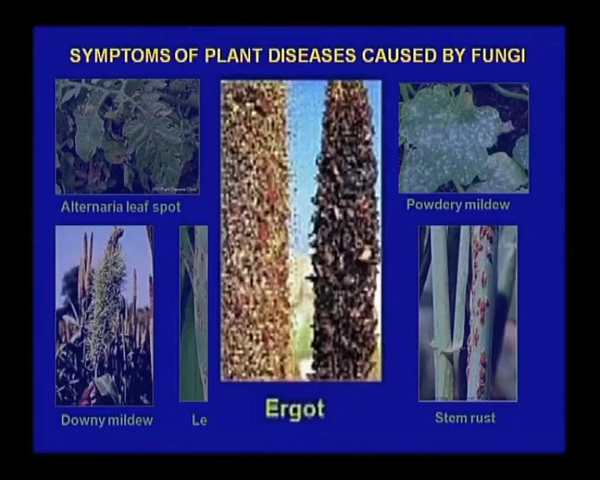 SYMPTOMS OF PLANT DISEASES CAUSED BY FUNGI
Alternaria leaf spot
Powdery mildew
Ergot
Downy mildew
Le
Stem rust